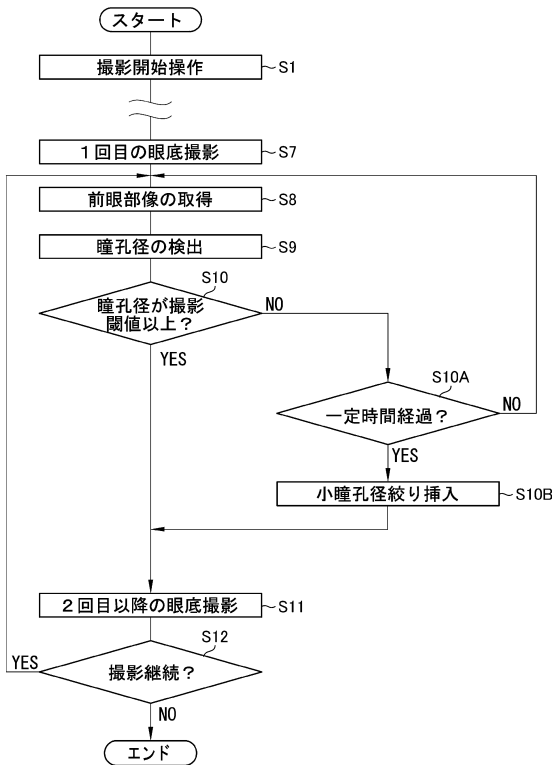 スタート
撮影開始操作
S1
1回目の眼底撮影
S7
前眼部像の取得
S8
瞳孔径の検出
S9
S10
瞳孔径が撮影
閾値以上?
NO
YES
S10A
一定時間経過?
NO
YES
小瞳孔径絞り挿入
S10B
2回目以降の眼底撮影
S11
S12
撮影継続?
YES
NO
エンド